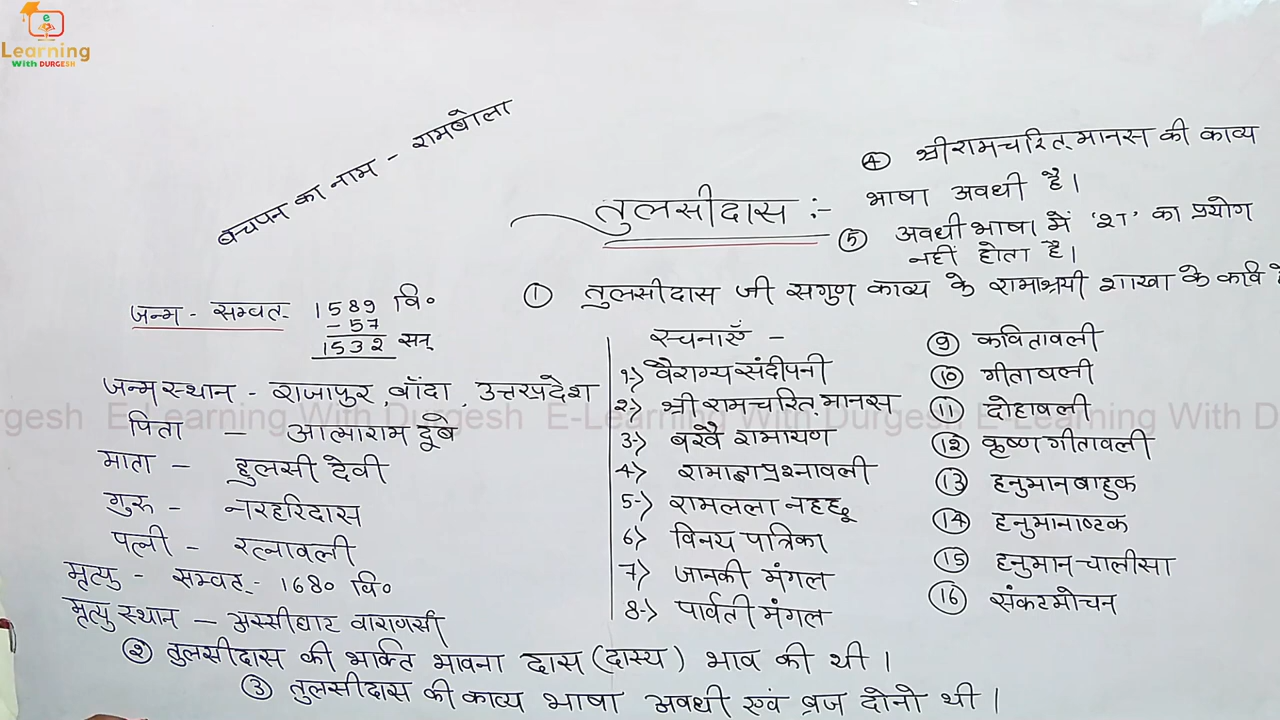 e
Learning
With DURGESH
बचपन का नाम - रामबोला
तुलसीदास :-
④ श्रीरामचरित मानस की काव्य
भाषा अवधी है।
⑤ अवधी भाषा में 'श' का प्रयोग
नहीं होता है।
① तुलसीदास जी सगुण काव्य के रामाश्रयी शाखा के कवि है
जन्म - सम्वत- 1589 वि०
- 57
1532 सन्
जन्म स्थान - राजापुर, बाँदा, उत्तरप्रदेश
पिता - आत्माराम दूबे
माता - हुलसी देवी
गुरु - नरहरिदास
पत्नी - रत्नावली
मृत्यु - सम्वत- 1680 वि०
मृत्यु स्थान - अस्सीघाट वाराणसी
रचनाएँ -
1) वैराग्य संदीपनी
2) श्री रामचरित मानस
3) बरवै रामायण
4) रामाज्ञाप्रश्नावली
5) रामलला नहछू
6) विनय पत्रिका
7) जानकी मंगल
8) पार्वती मंगल
⑨ कवितावली
⑩ गीतावली
⑪ दोहावली
⑫ कृष्ण गीतावली
⑬ हनुमानबाहुक
⑭ हनुमानाष्टक
⑮ हनुमान चालीसा
⑯ संकटमोचन
② तुलसीदास की भक्ति भावना दास (दास्य) भाव की थी।
③ तुलसीदास की काव्य भाषा अवधी एवं ब्रज दोनो थी।
urgesh E-Learning With Durgesh E-Learning With D